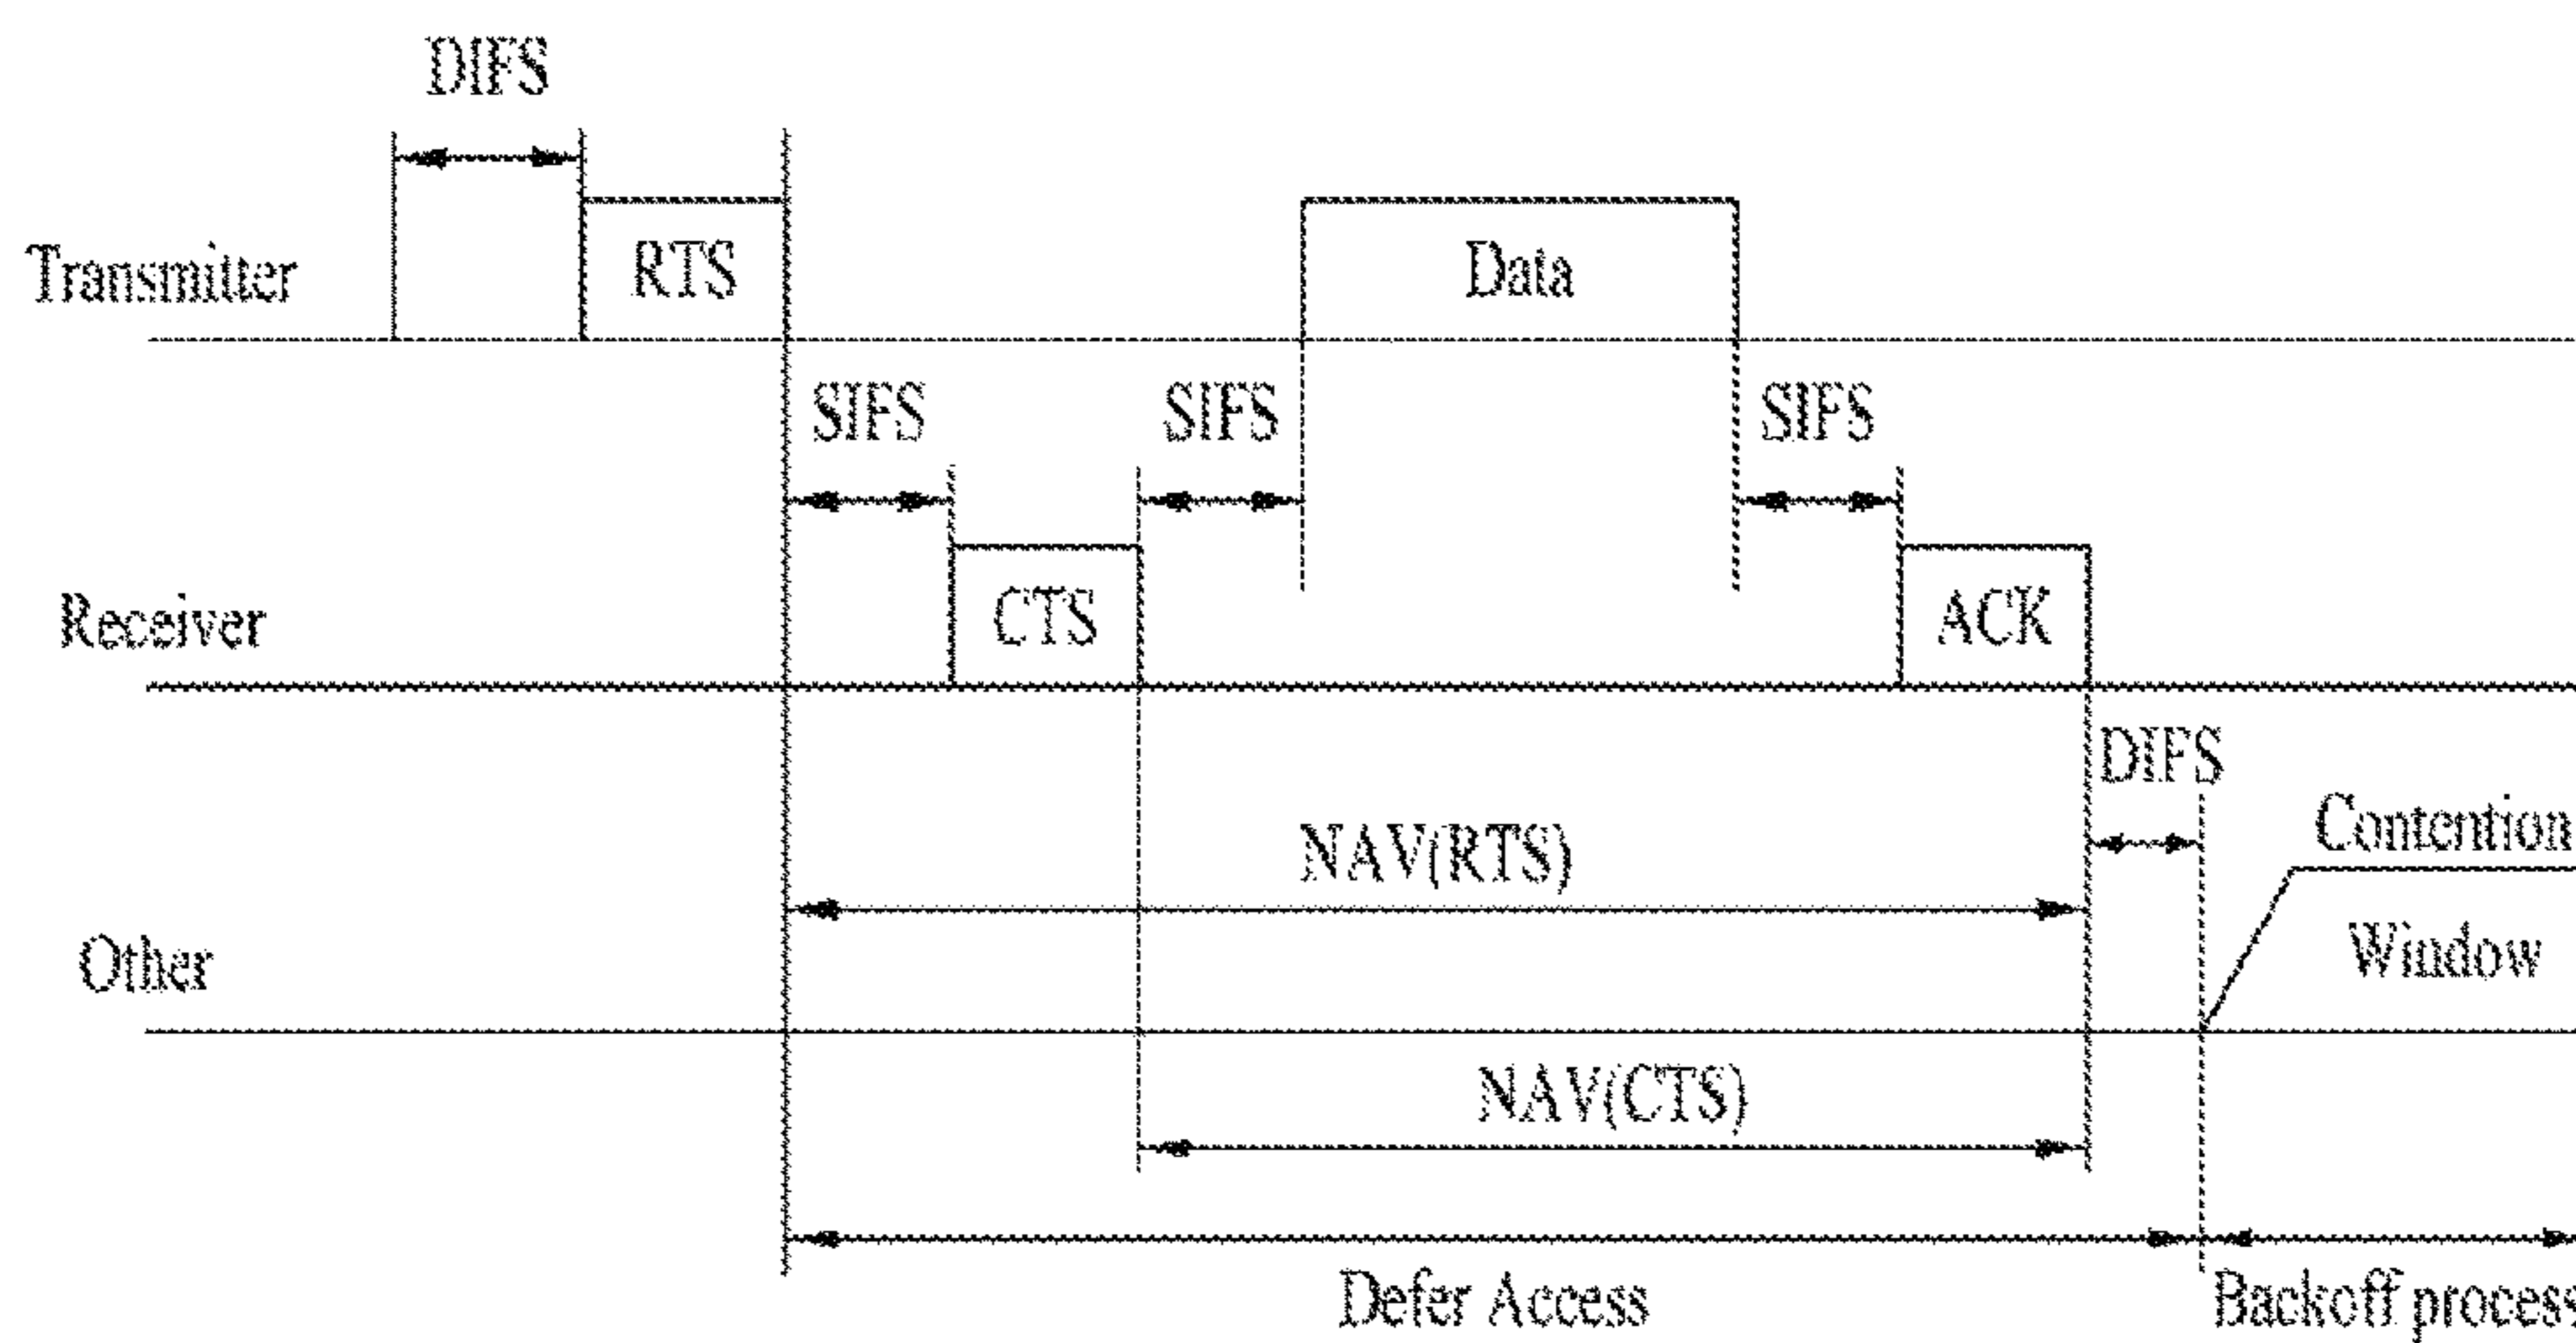 DIFS
Transmitter
RTS
Data
SIFS
SIFS
SIFS
Receiver
CTS
ACK
DIFS
Contention
Window
NAV(RTS)
Other
NAV(CTS)
Defer Access
Backoff process